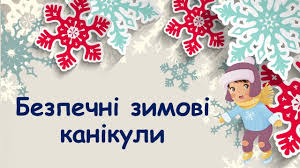 Безпечні зимові
канікули